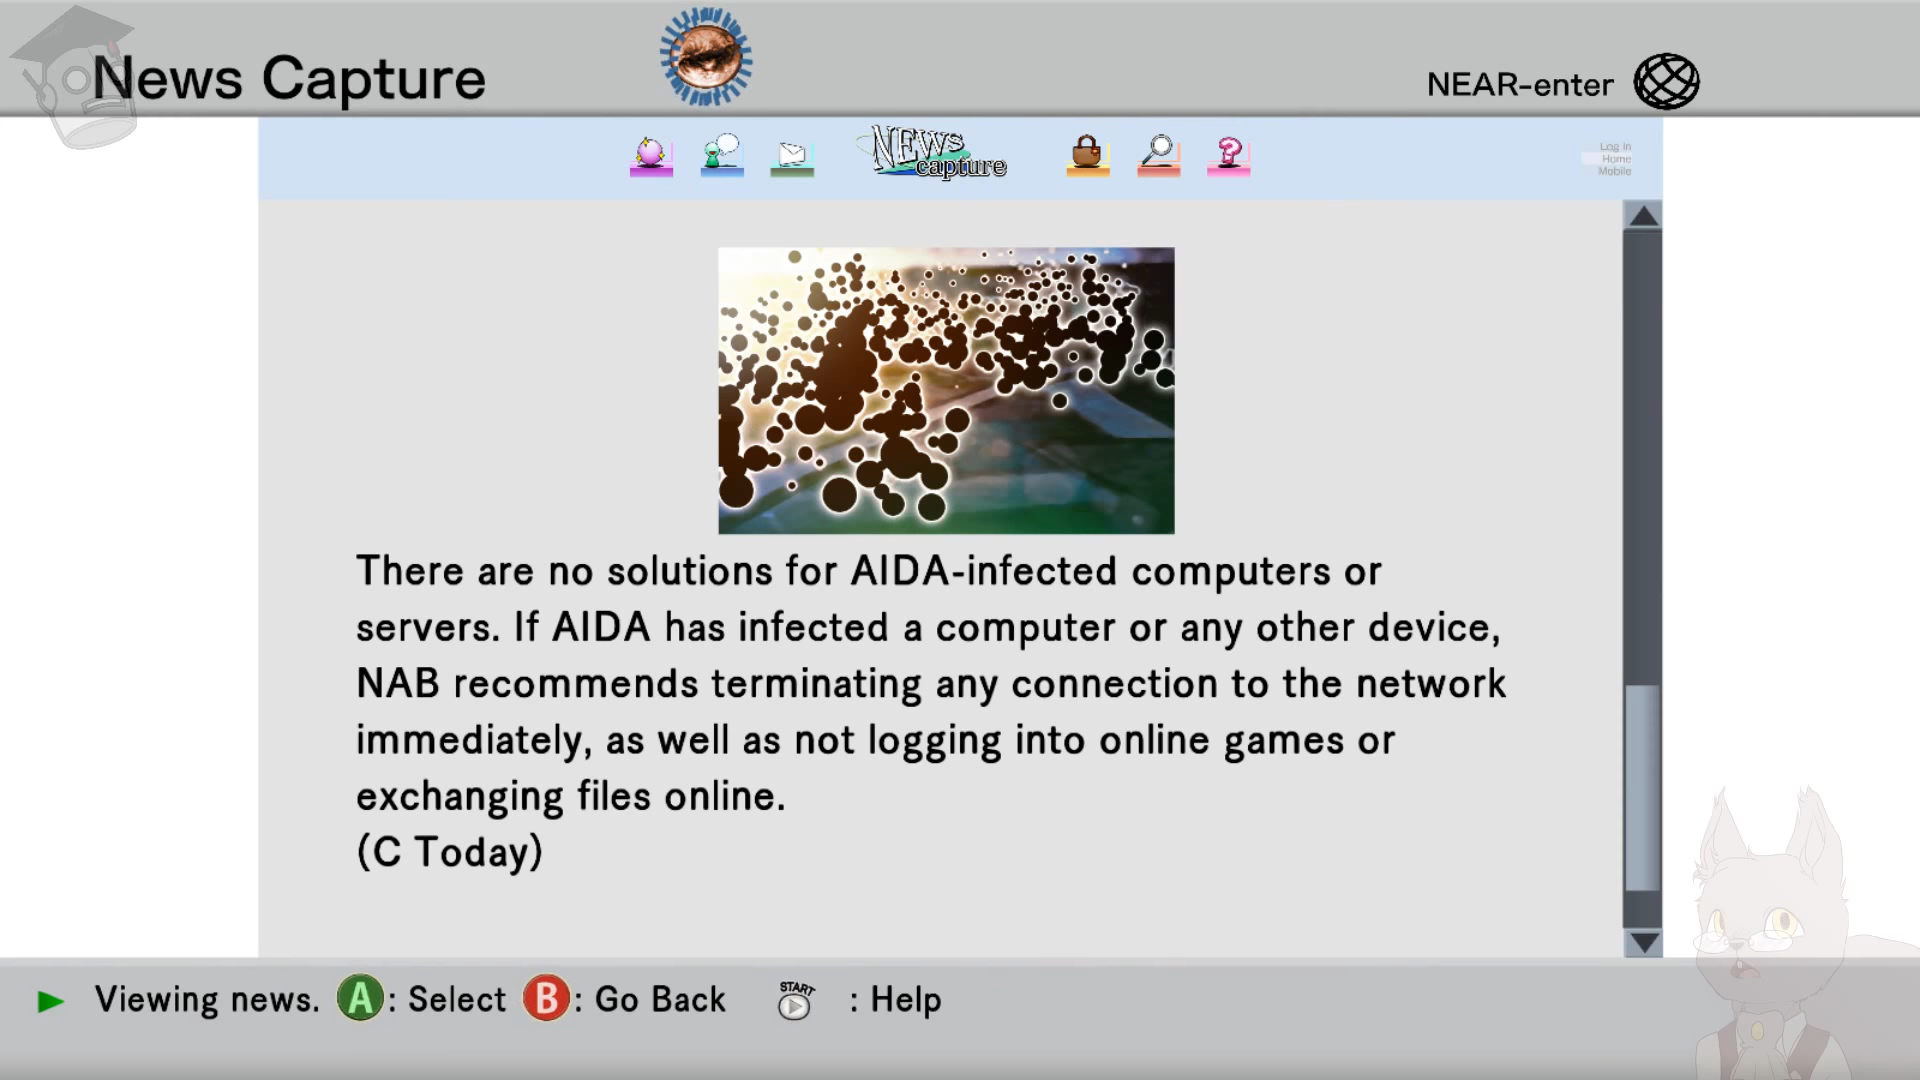 News Capture
NEAR-enter
NEWS
capture
Log In
Home
Mobile
There are no solutions for AIDA-infected computers or
servers. If AIDA has infected a computer or any other device,
NAB recommends terminating any connection to the network
immediately, as well as not logging into online games or
exchanging files online.
(C Today)
Viewing news. A : Select B : Go Back START : Help